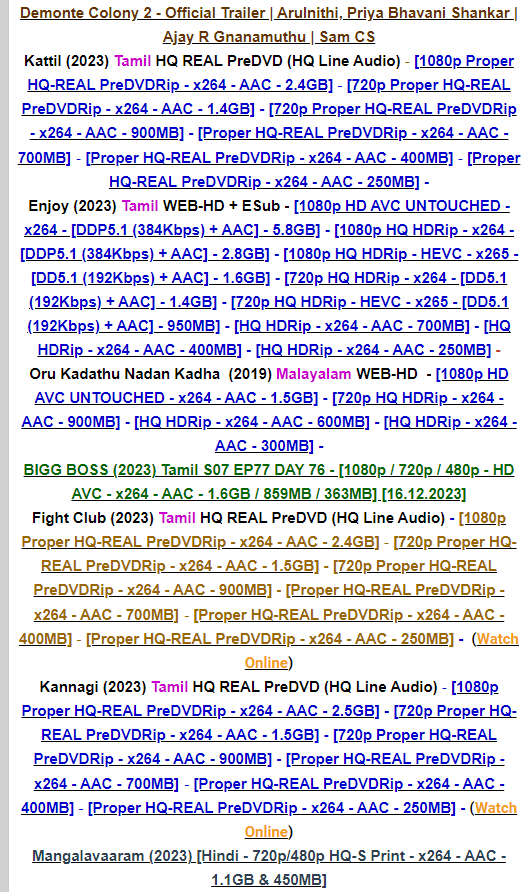 Demonte Colony 2 - Official Trailer | Arulnithi, Priya Bhavani Shankar |
Ajay R Gnanamuthu | Sam CS
Kattil (2023) Tamil HQ REAL PreDVD (HQ Line Audio) - [1080p Proper
HQ-REAL PreDVDRip - x264 - AAC - 2.4GB] - [720p Proper HQ-REAL
PreDVDRip - x264 - AAC - 1.4GB] - [720p Proper HQ-REAL PreDVDRip
- x264 - AAC - 900MB] - [Proper HQ-REAL PreDVDRip - x264 - AAC -
700MB] - [Proper HQ-REAL PreDVDRip - x264 - AAC - 400MB] - [Proper
HQ-REAL PreDVDRip - x264 - AAC - 250MB] -
Enjoy (2023) Tamil WEB-HD + ESub - [1080p HD AVC UNTOUCHED -
x264 - [DDP5.1 (384Kbps) + AAC] - 5.8GB] - [1080p HQ HDRip - x264 -
[DDP5.1 (384Kbps) + AAC] - 2.8GB] - [1080p HQ HDRip - HEVC - x265 -
[DD5.1 (192Kbps) + AAC] - 1.6GB] - [720p HQ HDRip - x264 - [DD5.1
(192Kbps) + AAC] - 1.4GB] - [720p HQ HDRip - HEVC - x265 - [DD5.1
(192Kbps) + AAC] - 950MB] - [HQ HDRip - x264 - AAC - 700MB] - [HQ
HDRip - x264 - AAC - 400MB] - [HQ HDRip - x264 - AAC - 250MB] -
Oru Kadathu Nadan Kadha (2019) Malayalam WEB-HD - [1080p HD
AVC UNTOUCHED - x264 - AAC - 1.5GB] - [720p HQ HDRip - x264 -
AAC - 900MB] - [HQ HDRip - x264 - AAC - 600MB] - [HQ HDRip - x264 -
AAC - 300MB] -
BIGG BOSS (2023) Tamil S07 EP77 DAY 76 - [1080p / 720p / 480p - HD
AVC - x264 - AAC - 1.6GB / 859MB / 363MB] [16.12.2023]
Fight Club (2023) Tamil HQ REAL PreDVD (HQ Line Audio) - [1080p
Proper HQ-REAL PreDVDRip - x264 - AAC - 2.4GB] - [720p Proper HQ-
REAL PreDVDRip - x264 - AAC - 1.5GB] - [720p Proper HQ-REAL
PreDVDRip - x264 - AAC - 900MB] - [Proper HQ-REAL PreDVDRip -
x264 - AAC - 700MB] - [Proper HQ-REAL PreDVDRip - x264 - AAC -
400MB] - [Proper HQ-REAL PreDVDRip - x264 - AAC - 250MB] - (Watch
Online)
Kannagi (2023) Tamil HQ REAL PreDVD (HQ Line Audio) - [1080p
Proper HQ-REAL PreDVDRip - x264 - AAC - 2.5GB] - [720p Proper HQ-
REAL PreDVDRip - x264 - AAC - 1.5GB] - [720p Proper HQ-REAL
PreDVDRip - x264 - AAC - 900MB] - [Proper HQ-REAL PreDVDRip -
x264 - AAC - 700MB] - [Proper HQ-REAL PreDVDRip - x264 - AAC -
400MB] - [Proper HQ-REAL PreDVDRip - x264 - AAC - 250MB] - (Watch
Online)
Mangalavaaram (2023) [Hindi - 720p/480p HQ-S Print - x264 - AAC -
1.1GB & 450MB]